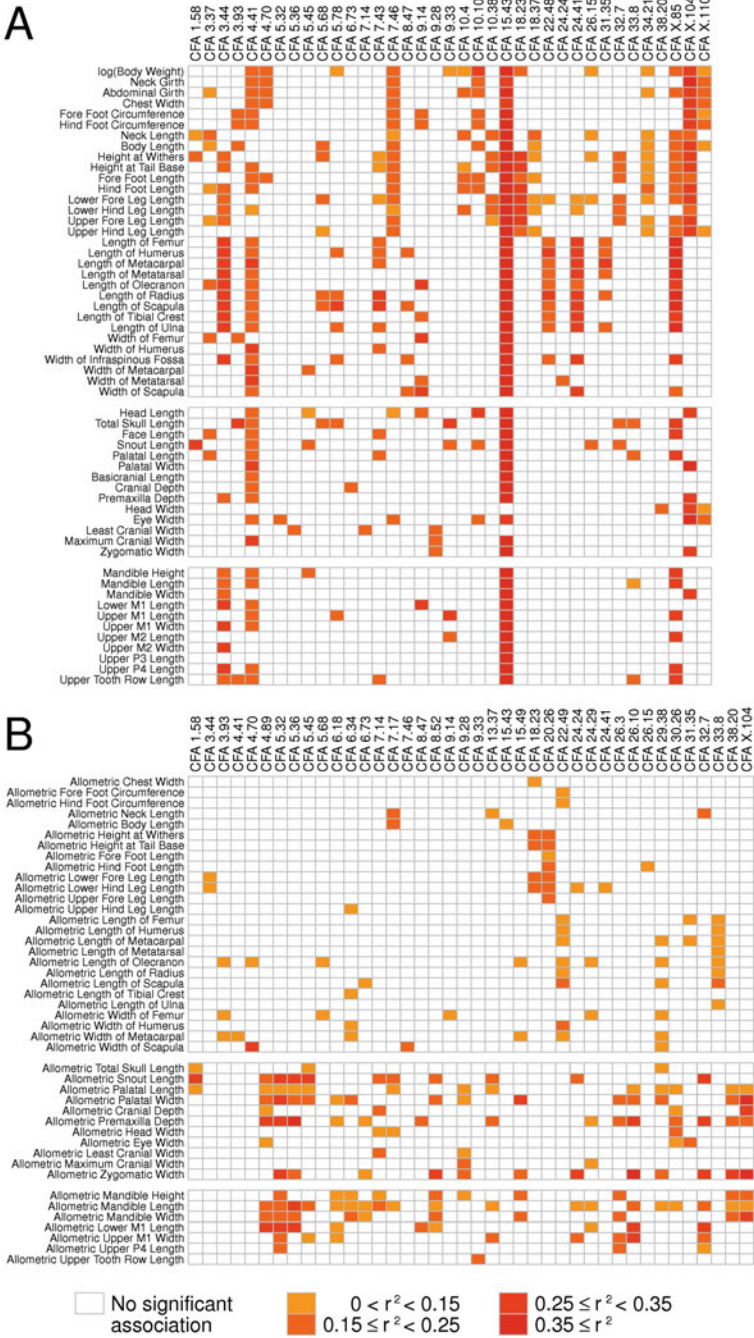 A
CFA 1.58
CFA 3.37
CFA 3.44
CFA 3.93
CFA 4.41
CFA 4.70
CFA 5.32
CFA 5.36
CFA 5.45
CFA 5.68
CFA 5.78
CFA 6.73
CFA 7.14
CFA 7.43
CFA 7.46
CFA 8.47
CFA 9.14
CFA 9.28
CFA 9.33
CFA 10.4
CFA 10.10
CFA 10.38
CFA 15.43
CFA 18.23
CFA 18.37
CFA 22.48
CFA 24.24
CFA 24.41
CFA 26.15
CFA 31.35
CFA 32.7
CFA 33.8
CFA 34.21
CFA 38.20
CFA X.85
CFA X.104
CFA X.110
log(Body Weight)
Neck Girth
Abdominal Girth
Chest Width
Fore Foot Circumference
Hind Foot Circumference
Neck Length
Body Length
Height at Withers
Height at Tail Base
Fore Foot Length
Hind Foot Length
Lower Fore Leg Length
Lower Hind Leg Length
Upper Fore Leg Length
Upper Hind Leg Length
Length of Femur
Length of Humerus
Length of Metacarpal
Length of Metatarsal
Length of Olecranon
Length of Radius
Length of Scapula
Length of Tibial Crest
Length of Ulna
Width of Femur
Width of Humerus
Width of Infraspinous Fossa
Width of Metacarpal
Width of Metatarsal
Width of Scapula
Head Length
Total Skull Length
Face Length
Snout Length
Palatal Length
Palatal Width
Basicranial Length
Cranial Depth
Premaxilla Depth
Head Width
Eye Width
Least Cranial Width
Maximum Cranial Width
Zygomatic Width
Mandible Height
Mandible Length
Mandible Width
Lower M1 Length
Upper M1 Length
Upper M1 Width
Upper M2 Length
Upper M2 Width
Upper P3 Length
Upper P4 Length
Upper Tooth Row Length
B
CFA 1.58
CFA 3.44
CFA 3.93
CFA 4.41
CFA 4.70
CFA 4.89
CFA 5.32
CFA 5.36
CFA 5.45
CFA 5.68
CFA 6.18
CFA 6.34
CFA 6.73
CFA 7.14
CFA 7.17
CFA 7.46
CFA 8.47
CFA 8.52
CFA 9.14
CFA 9.28
CFA 9.33
CFA 13.37
CFA 15.43
CFA 15.49
CFA 18.23
CFA 20.26
CFA 22.49
CFA 24.24
CFA 24.29
CFA 24.41
CFA 26.3
CFA 26.10
CFA 26.15
CFA 29.38
CFA 30.26
CFA 31.35
CFA 32.7
CFA 33.8
CFA 38.20
CFA X.104
Allometric Chest Width
Allometric Fore Foot Circumference
Allometric Hind Foot Circumference
Allometric Neck Length
Allometric Body Length
Allometric Height at Withers
Allometric Height at Tail Base
Allometric Fore Foot Length
Allometric Hind Foot Length
Allometric Lower Fore Leg Length
Allometric Lower Hind Leg Length
Allometric Upper Fore Leg Length
Allometric Upper Hind Leg Length
Allometric Length of Femur
Allometric Length of Humerus
Allometric Length of Metacarpal
Allometric Length of Metatarsal
Allometric Length of Olecranon
Allometric Length of Radius
Allometric Length of Scapula
Allometric Length of Tibial Crest
Allometric Length of Ulna
Allometric Width of Femur
Allometric Width of Humerus
Allometric Width of Metacarpal
Allometric Width of Scapula
Allometric Total Skull Length
Allometric Snout Length
Allometric Palatal Length
Allometric Palatal Width
Allometric Cranial Depth
Allometric Premaxilla Depth
Allometric Head Width
Allometric Eye Width
Allometric Least Cranial Width
Allometric Maximum Cranial Width
Allometric Zygomatic Width
Allometric Mandible Height
Allometric Mandible Length
Allometric Mandible Width
Allometric Lower M1 Length
Allometric Upper M1 Width
Allometric Upper P4 Length
Allometric Upper Tooth Row Length
No significant association
0 < r² < 0.15
0.15 ≤ r² < 0.25
0.25 ≤ r² < 0.35
0.35 ≤ r²